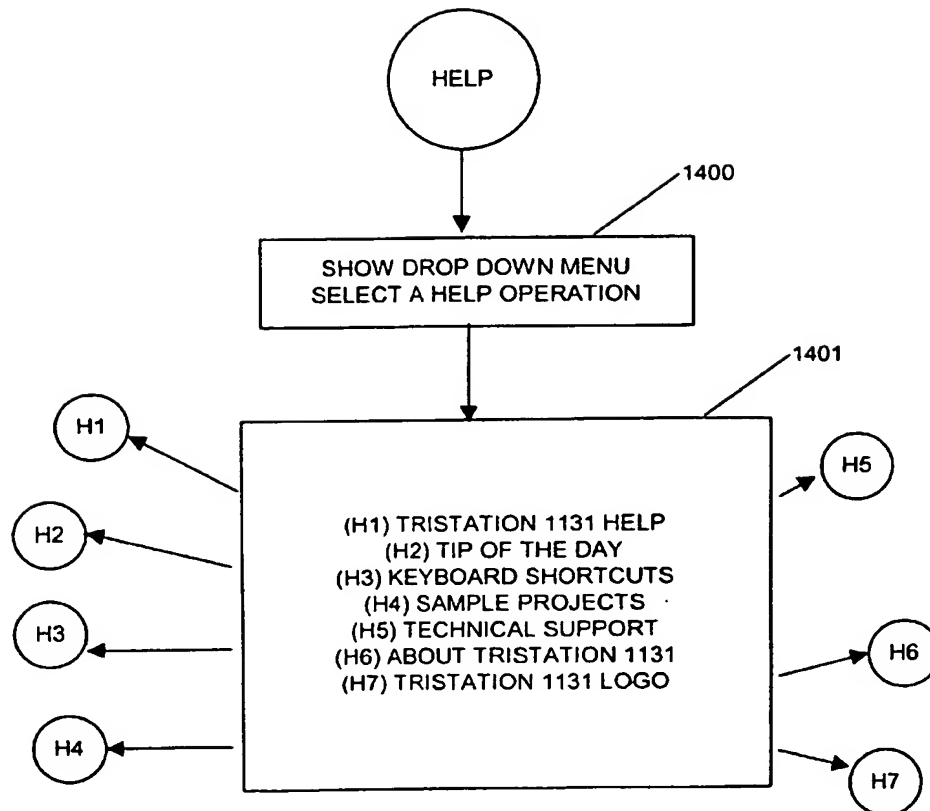 HELP
1400
SHOW DROP DOWN MENU
SELECT A HELP OPERATION
1401
H1
H2
H3
H4
(H1) TRISTATION 1131 HELP
(H2) TIP OF THE DAY
(H3) KEYBOARD SHORTCUTS
(H4) SAMPLE PROJECTS
(H5) TECHNICAL SUPPORT
(H6) ABOUT TRISTATION 1131
(H7) TRISTATION 1131 LOGO
H5
H6
H7